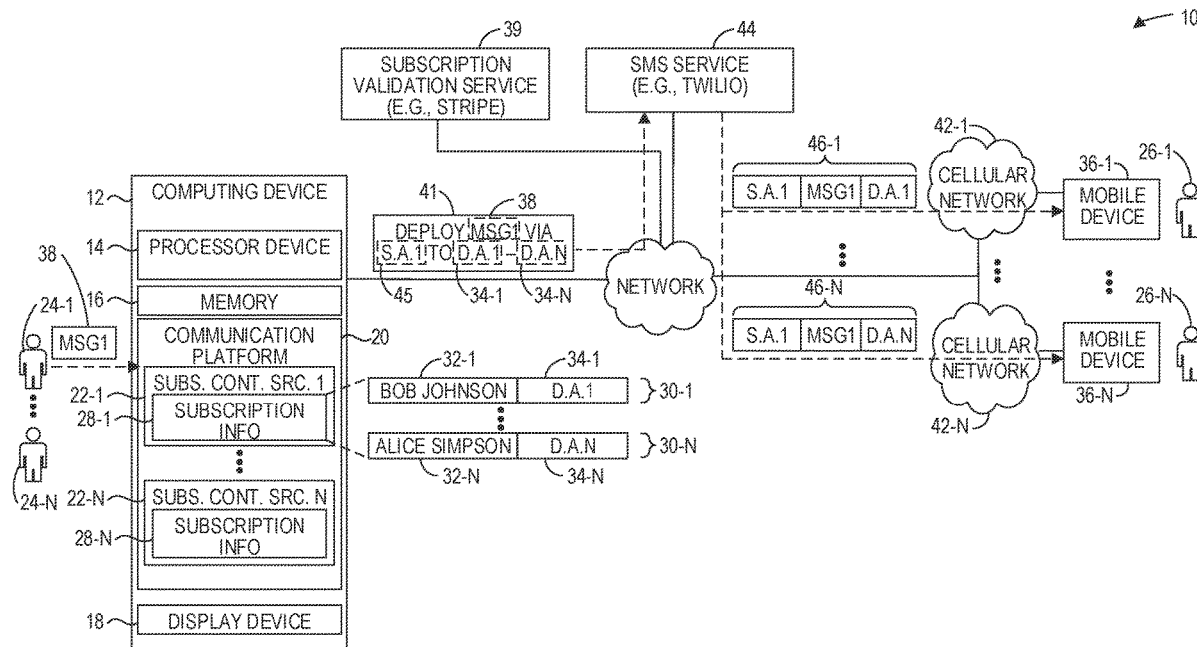 10
39
SUBSCRIPTION
VALIDATION SERVICE
(E.G., STRIPE)
44
SMS SERVICE
(E.G., TWILIO)
12
COMPUTING DEVICE
14
PROCESSOR DEVICE
16
MEMORY
COMMUNICATION
PLATFORM
20
22-1
SUBS. CONT. SRC. 1
28-1
SUBSCRIPTION
INFO
22-N
SUBS. CONT. SRC. N
28-N
SUBSCRIPTION
INFO
18
DISPLAY DEVICE
24-1
38
MSG1
24-N
41
38
DEPLOY MSG1 VIA
S.A.1 TO D.A.1 – D.A.N
45
34-1
34-N
NETWORK
32-1
34-1
BOB JOHNSON
D.A.1
30-1
ALICE SIMPSON
D.A.N
30-N
32-N
34-N
46-1
S.A.1
MSG1
D.A.1
42-1
CELLULAR
NETWORK
36-1
MOBILE
DEVICE
26-1
46-N
S.A.1
MSG1
D.A.N
CELLULAR
NETWORK
42-N
MOBILE
DEVICE
36-N
26-N